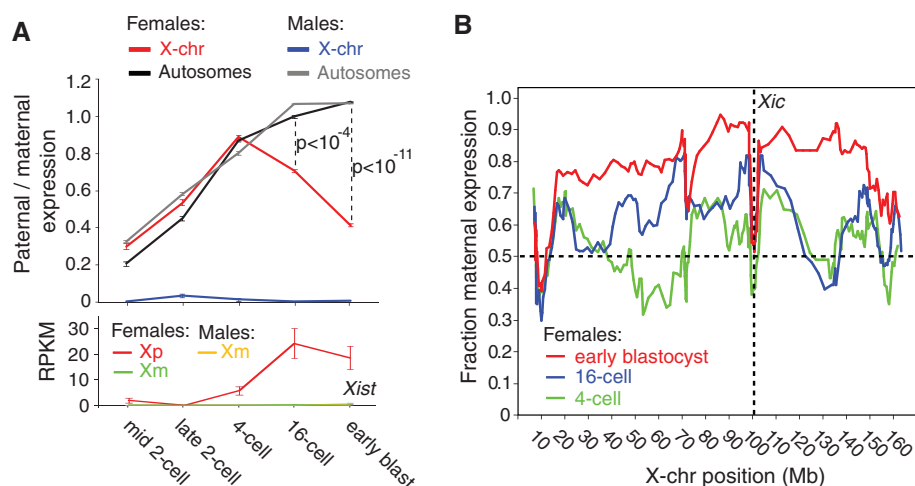 A
Females: Males:
X-chr X-chr
Autosomes Autosomes
Paternal / maternal
expression
1.2
1.0
0.8
0.6
0.4
0.2
0
p<10⁻⁴
p<10⁻¹¹
RPKM
30
20
10
0
Females: Males:
Xp Xm
Xm
Xist
mid 2-cell
late 2-cell
4-cell
16-cell
early blast
B
Fraction maternal expression
1.0
0.9
0.8
0.7
0.6
0.5
0.4
0.3
0.2
0.1
0
Xic
Females:
early blastocyst
16-cell
4-cell
10 20 30 40 50 60 70 80 90 100 110 120 130 140 150 160
X-chr position (Mb)